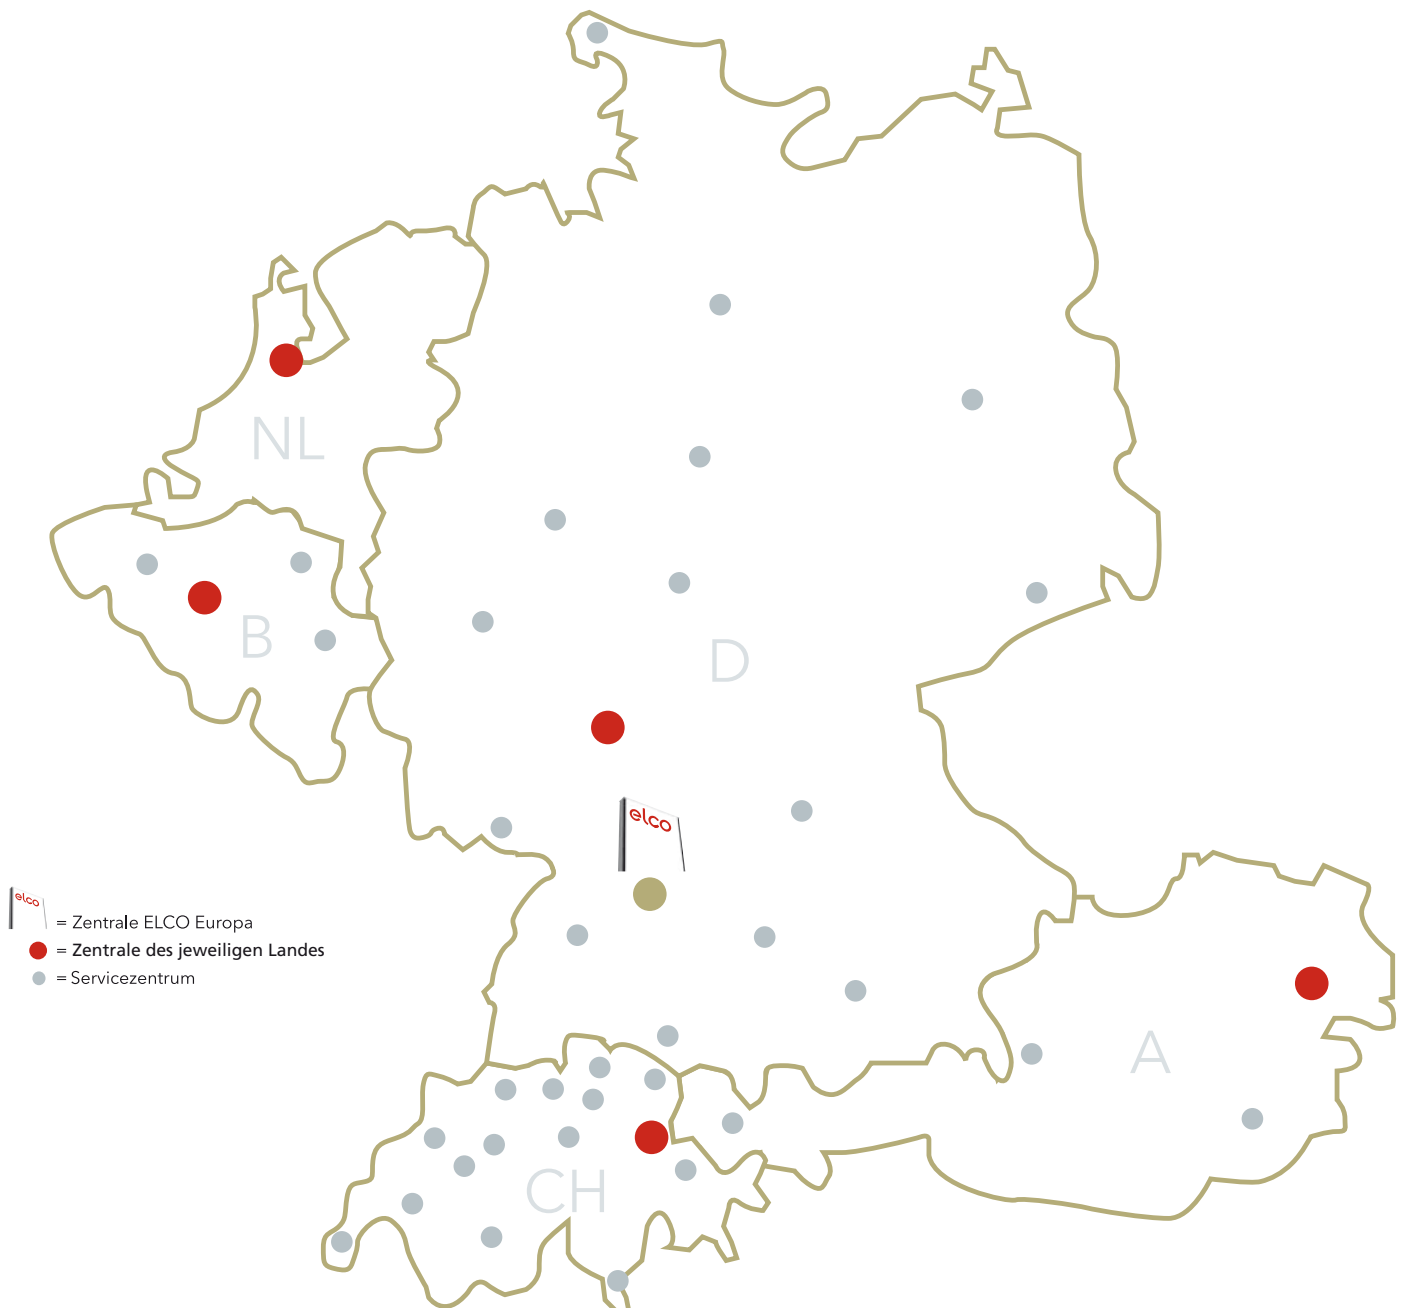 NL
B
D
elco
elco
= Zentrale ELCO Europa
= Zentrale des jeweiligen Landes
= Servicezentrum
A
CH